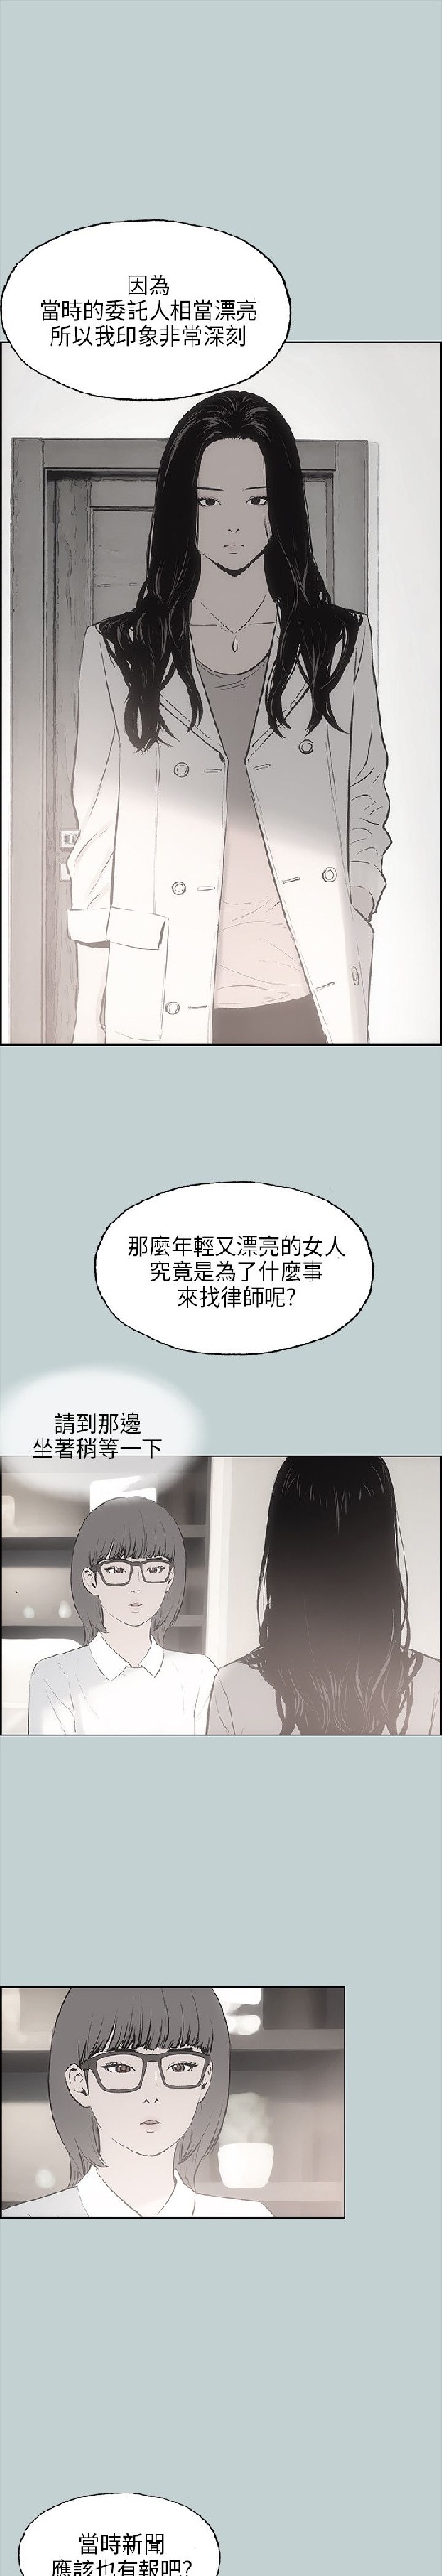 因為
當時的委託人相當漂亮
所以我印象非常深刻
那麼年輕又漂亮的女人
究竟是為了什麼事
來找律師呢?
請到那邊
坐著稍等一下
當時新聞
應該也有報吧?